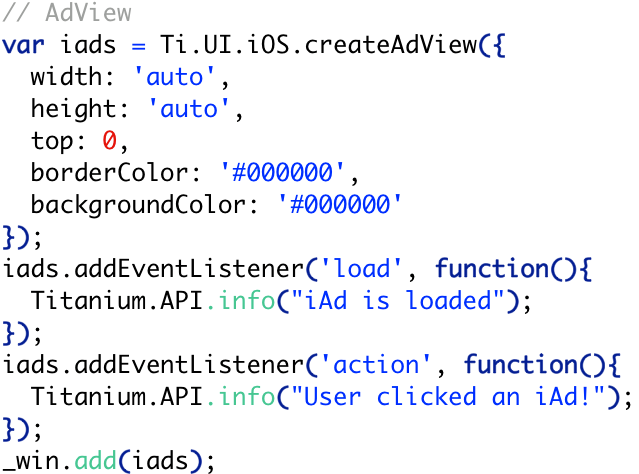 // AdView
var iads = Ti.UI.iOS.createAdView({
  width: 'auto',
  height: 'auto',
  top: 0,
  borderColor: '#000000',
  backgroundColor: '#000000'
});
iads.addEventListener('load', function(){
  Titanium.API.info("iAd is loaded");
});
iads.addEventListener('action', function(){
  Titanium.API.info("User clicked an iAd!");
});
_win.add(iads);